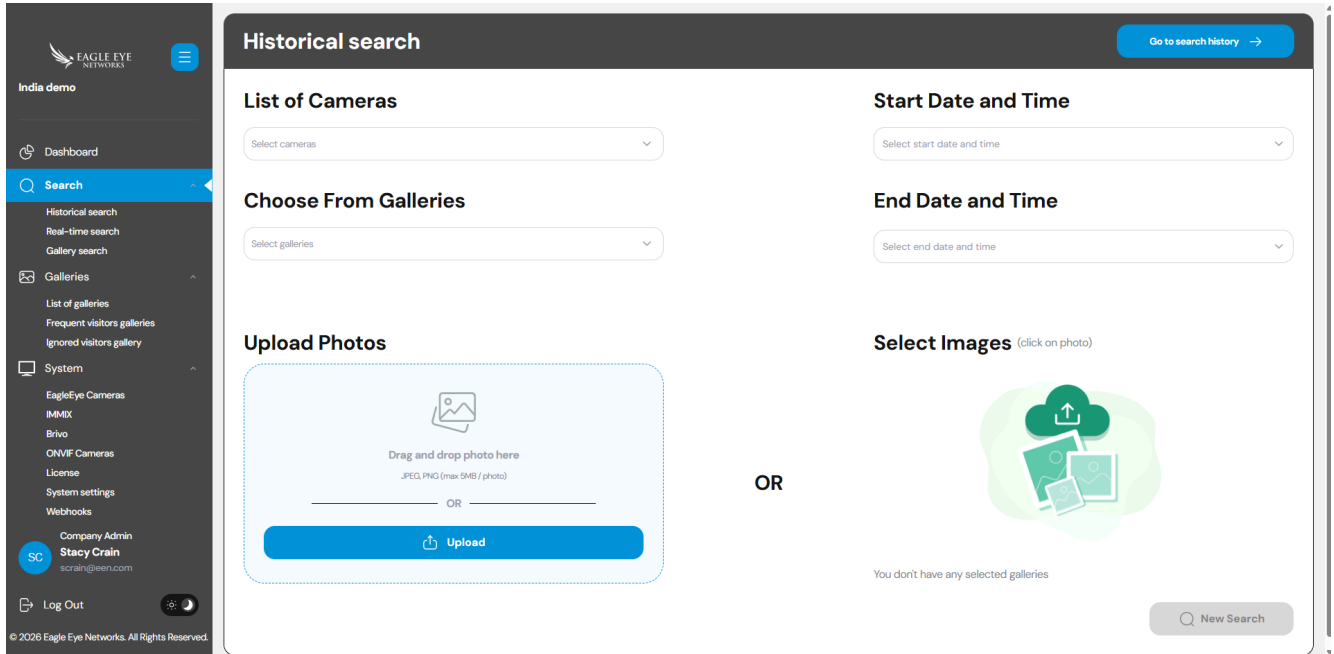 EAGLE EYE
NETWORKS
India demo
Dashboard
Search
Historical search
Real-time search
Gallery search
Galleries
List of galleries
Frequent visitors galleries
Ignored visitors gallery
System
EagleEye Cameras
IMMIX
Brivo
ONVIF Cameras
License
System settings
Webhooks
Company Admin
SC
Stacy Crain
scrain@een.com
Log Out
© 2026 Eagle Eye Networks. All Rights Reserved.
Historical search
Go to search history
List of Cameras
Select cameras
Start Date and Time
Select start date and time
Choose From Galleries
Select galleries
End Date and Time
Select end date and time
Upload Photos
Drag and drop photo here
JPEG, PNG (max 5MB / photo)
OR
Upload
OR
Select Images (click on photo)
You don't have any selected galleries
New Search